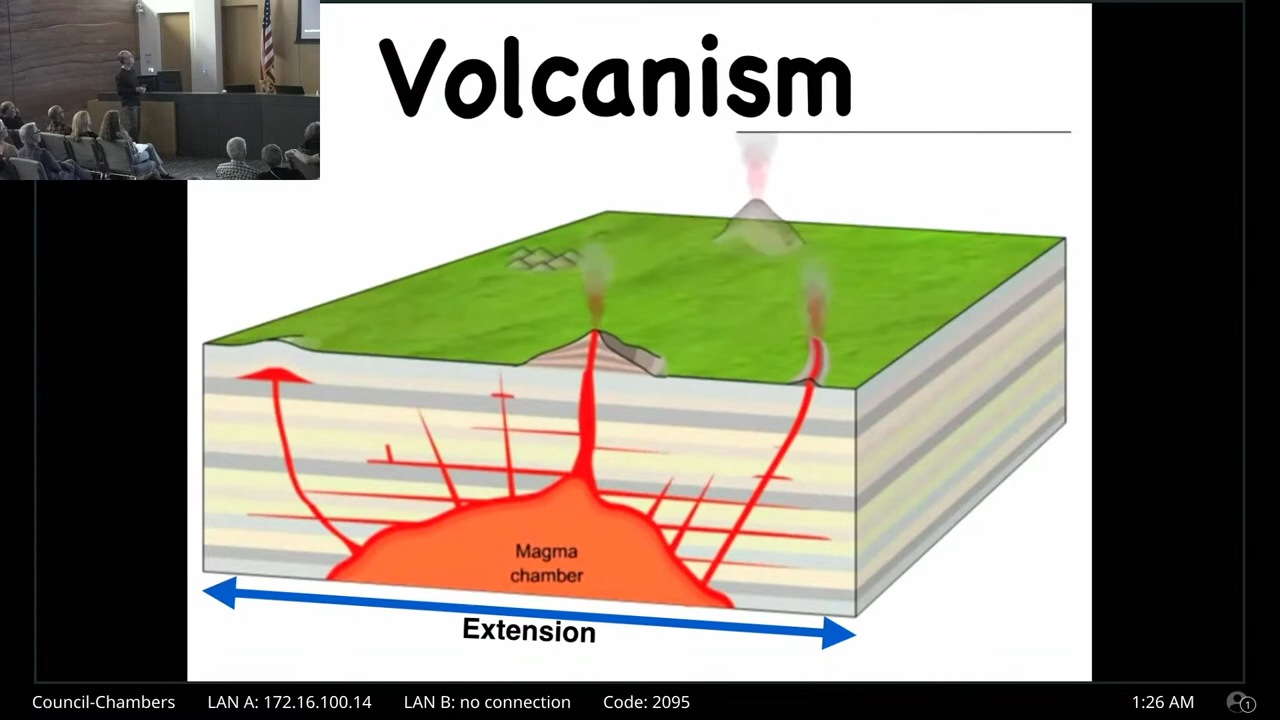 Volcanism
Magma
chamber
Extension
Council-Chambers LAN A: 172.16.100.14 LAN B: no connection Code: 2095 1:26 AM 1